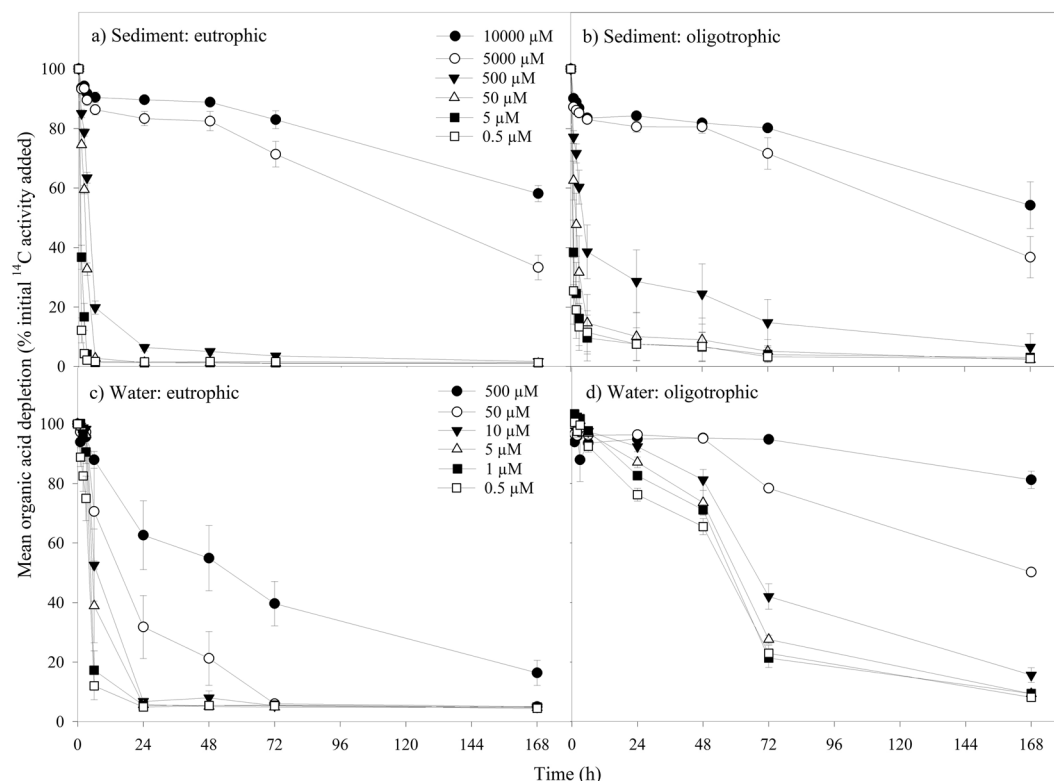 a) Sediment: eutrophic
10000 µM
5000 µM
500 µM
50 µM
5 µM
0.5 µM
b) Sediment: oligotrophic
100
80
60
40
20
0
c) Water: eutrophic
500 µM
50 µM
10 µM
5 µM
1 µM
0.5 µM
d) Water: oligotrophic
100
80
60
40
20
0
Mean organic acid depletion (% initial ¹⁴C activity added)
0 24 48 72 96 120 144 168
0 24 48 72 96 120 144 168
Time (h)